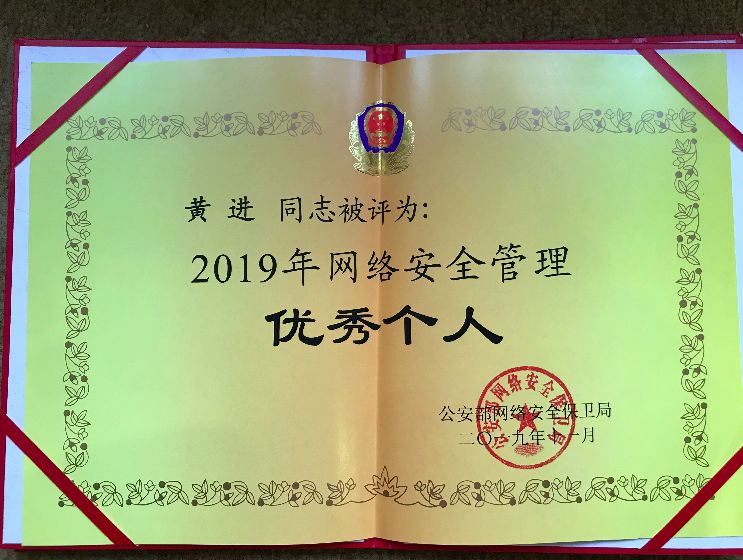 黄进 同志被评为:
2019年网络安全管理
优秀个人
公安部网络安全保卫局
公安部网络安全保卫局
二〇一九年十一月